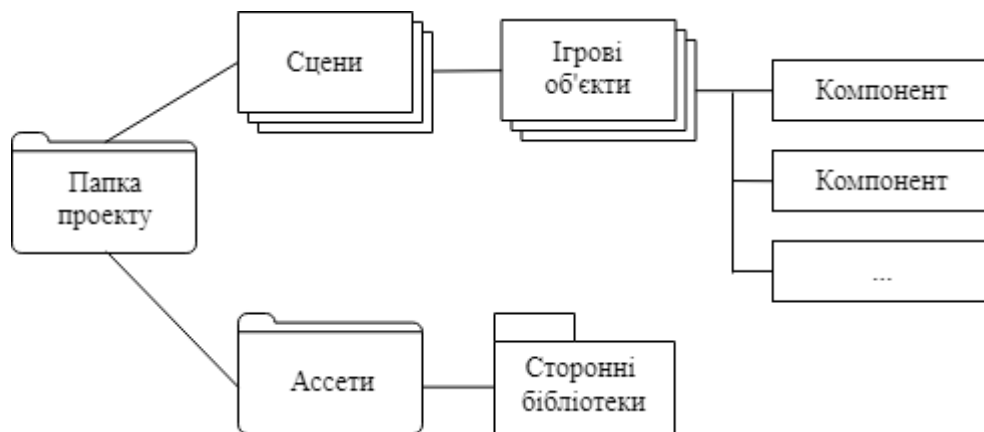 Сцени
Ігрові
об'єкти
Компонент
Папка
проекту
Компонент
...
Ассети
Сторонні
бібліотеки